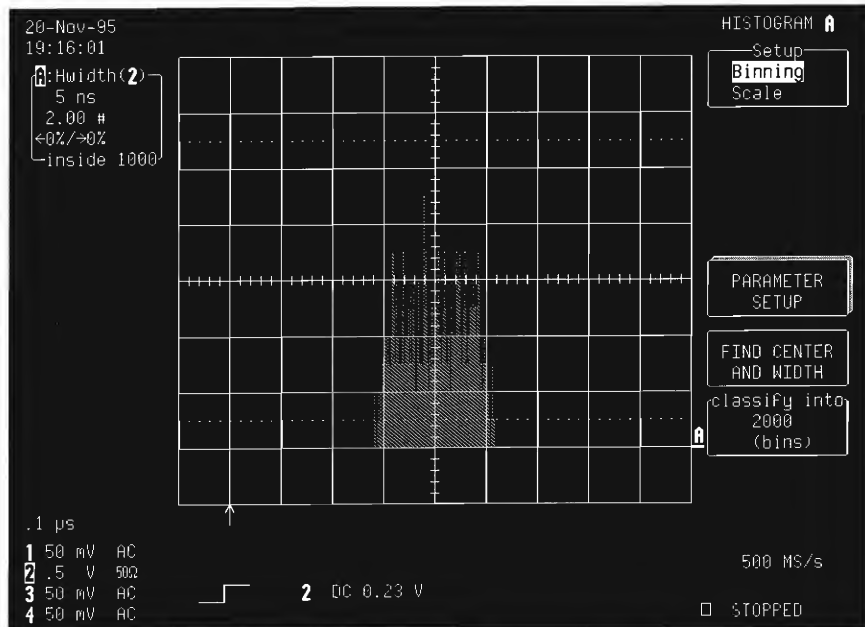 20-Nov-95
19:16:01
HISTOGRAM A
Setup
Binning
Scale
A:Hwidth(2)
5 ns
2.00 #
←0%/→0%
inside 1000
PARAMETER
SETUP
FIND CENTER
AND WIDTH
classify into
2000
(bins)
A
.1 µs
1 50 mV AC
2 .5 V 50Ω
3 50 mV AC
4 50 mV AC
2 DC 0.23 V
500 MS/s
STOPPED